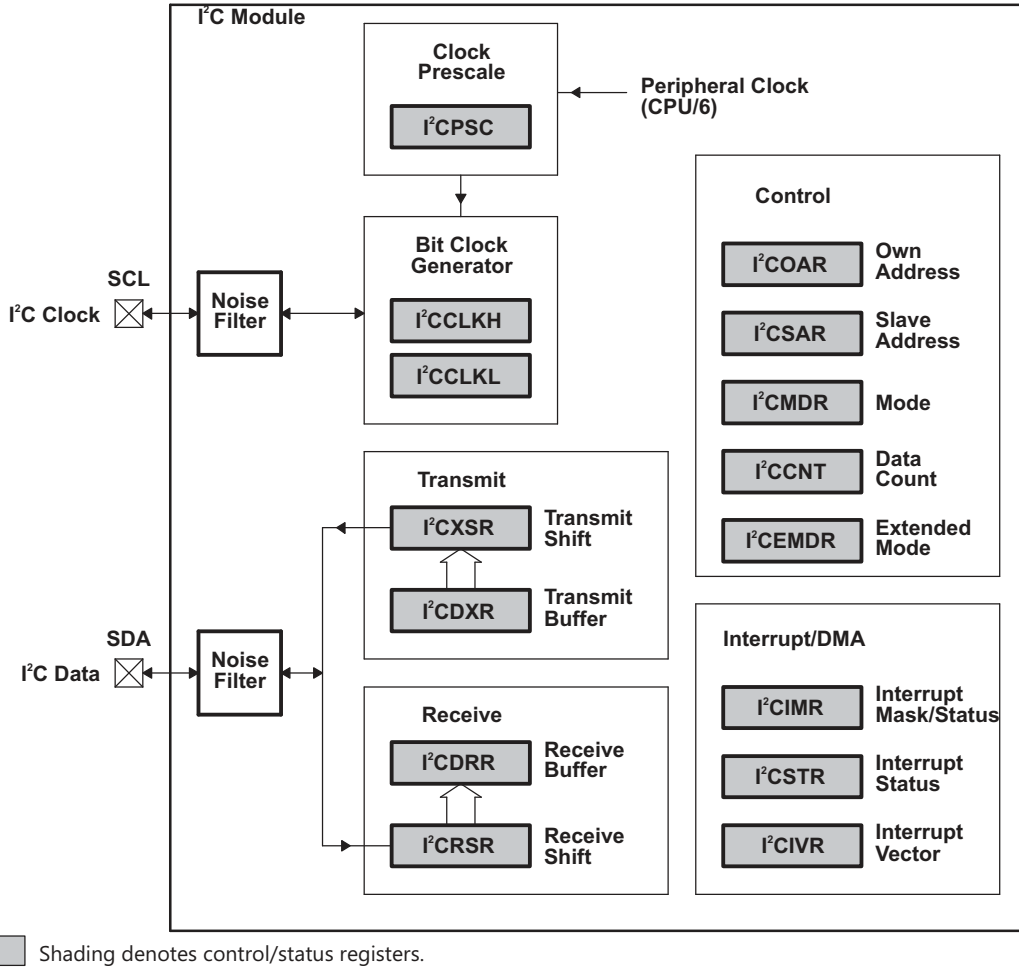 I²C Module
Clock
Prescale
I²CPSC
Peripheral Clock
(CPU/6)
Bit Clock
Generator
I²CCLKH
I²CCLKL
SCL
I²C Clock
Noise
Filter
Control
I²COAR
Own
Address
I²CSAR
Slave
Address
I²CMDR
Mode
I²CCNT
Data
Count
I²CEMDR
Extended
Mode
Transmit
I²CXSR
Transmit
Shift
I²CDXR
Transmit
Buffer
SDA
I²C Data
Noise
Filter
Receive
I²CDRR
Receive
Buffer
I²CRSR
Receive
Shift
Interrupt/DMA
I²CIMR
Interrupt
Mask/Status
I²CSTR
Interrupt
Status
I²CIVR
Interrupt
Vector
Shading denotes control/status registers.